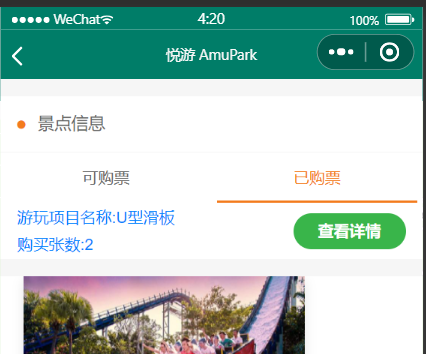 WeChat 4:20 100%
悦游 AmuPark
景点信息
可购票 已购票
游玩项目名称:U型滑板
购买张数:2
查看详情